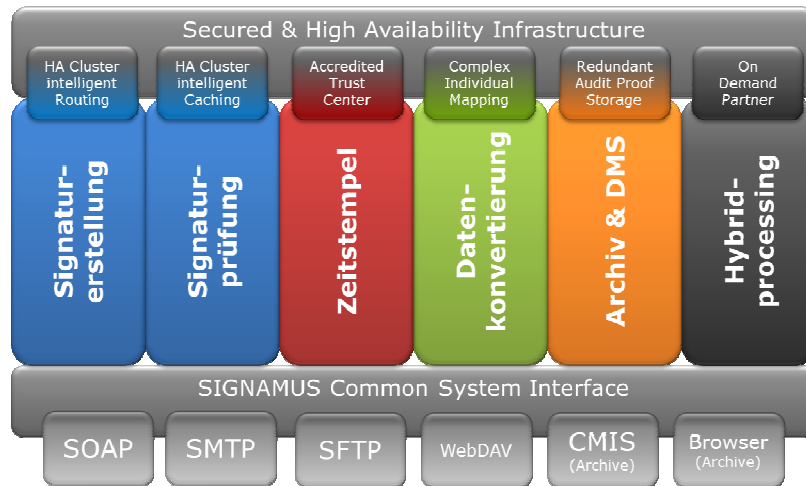 Secured & High Availability Infrastructure
HA Cluster
intelligent
Routing
HA Cluster
intelligent
Caching
Accredited
Trust
Center
Complex
Individual
Mapping
Redundant
Audit Proof
Storage
On
Demand
Partner
Signatur-
erstellung
Signatur-
prüfung
Zeitstempel
Daten-
konvertierung
Archiv & DMS
Hybrid-
processing
SIGNAMUS Common System Interface
SOAP
SMTP
SFTP
WebDAV
CMIS
(Archive)
Browser
(Archive)